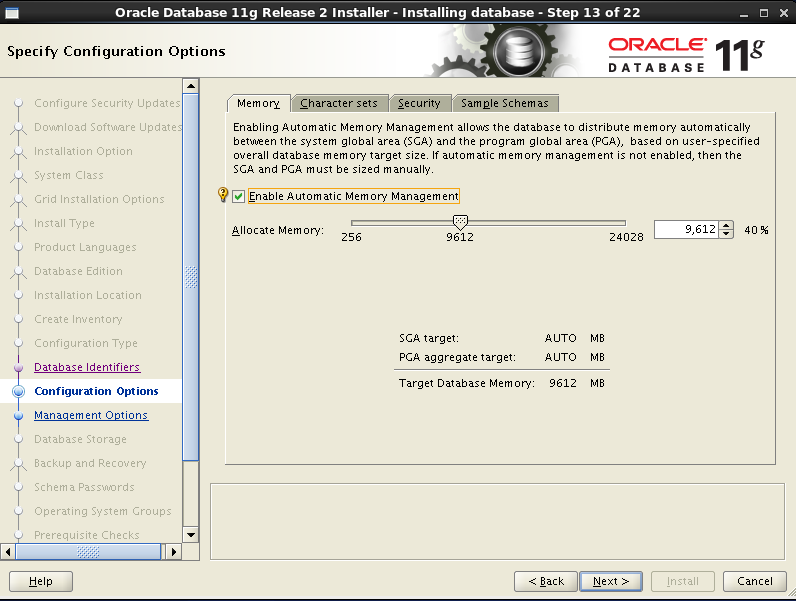 Oracle Database 11g Release 2 Installer - Installing database - Step 13 of 22
Specify Configuration Options
ORACLE
DATABASE
11g
Configure Security Updates
Download Software Updates
Installation Option
System Class
Grid Installation Options
Install Type
Product Languages
Database Edition
Installation Location
Create Inventory
Configuration Type
Database Identifiers
Configuration Options
Management Options
Database Storage
Backup and Recovery
Schema Passwords
Operating System Groups
Prerequisite Checks
Memory
Character sets
Security
Sample Schemas
Enabling Automatic Memory Management allows the database to distribute memory automatically
between the system global area (SGA) and the program global area (PGA), based on user-specified
overall database memory target size. If automatic memory management is not enabled, then the
SGA and PGA must be sized manually.
Enable Automatic Memory Management
Allocate Memory:
256
9612
24028
9,612
40 %
SGA target: AUTO MB
PGA aggregate target: AUTO MB
Target Database Memory: 9612 MB
Help
< Back
Next >
Install
Cancel